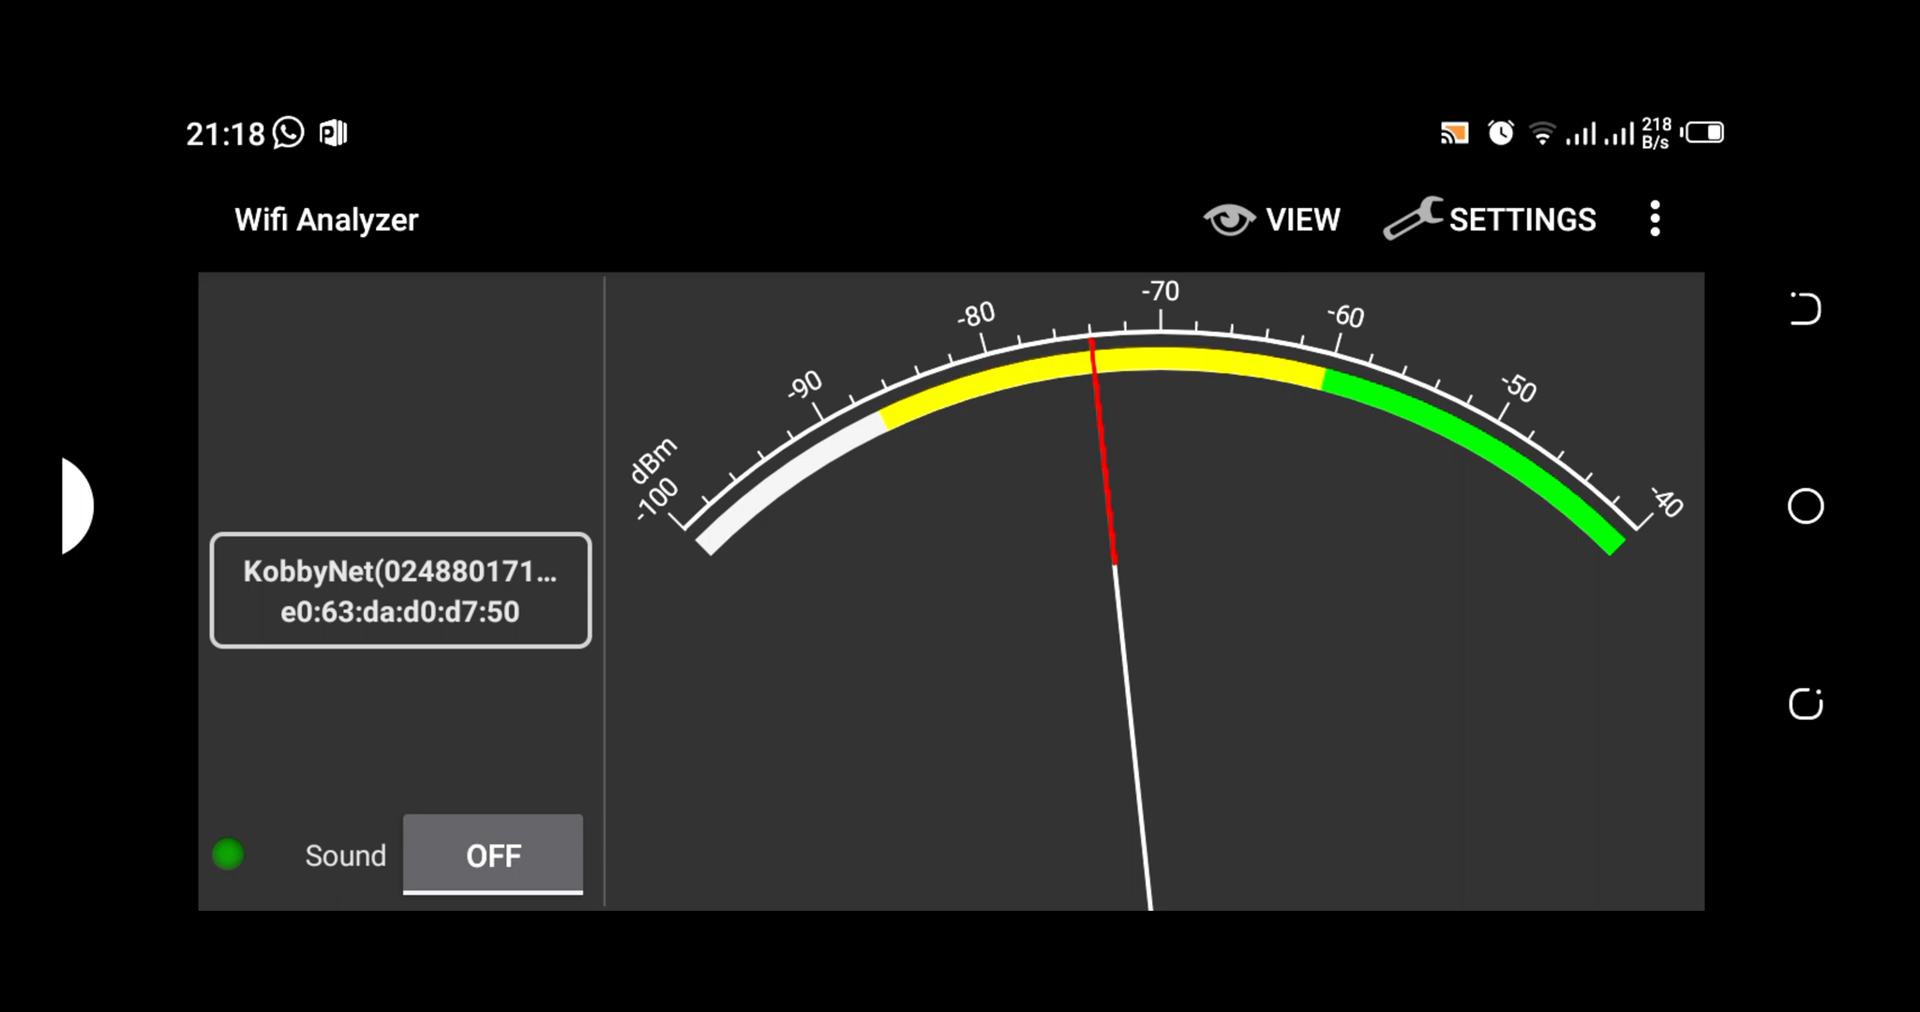 21:18
218
B/s
Wifi Analyzer
VIEW
SETTINGS
-70
-80
-60
-90
-50
dBm
-100
-40
KobbyNet(024880171...
e0:63:da:d0:d7:50
Sound
OFF